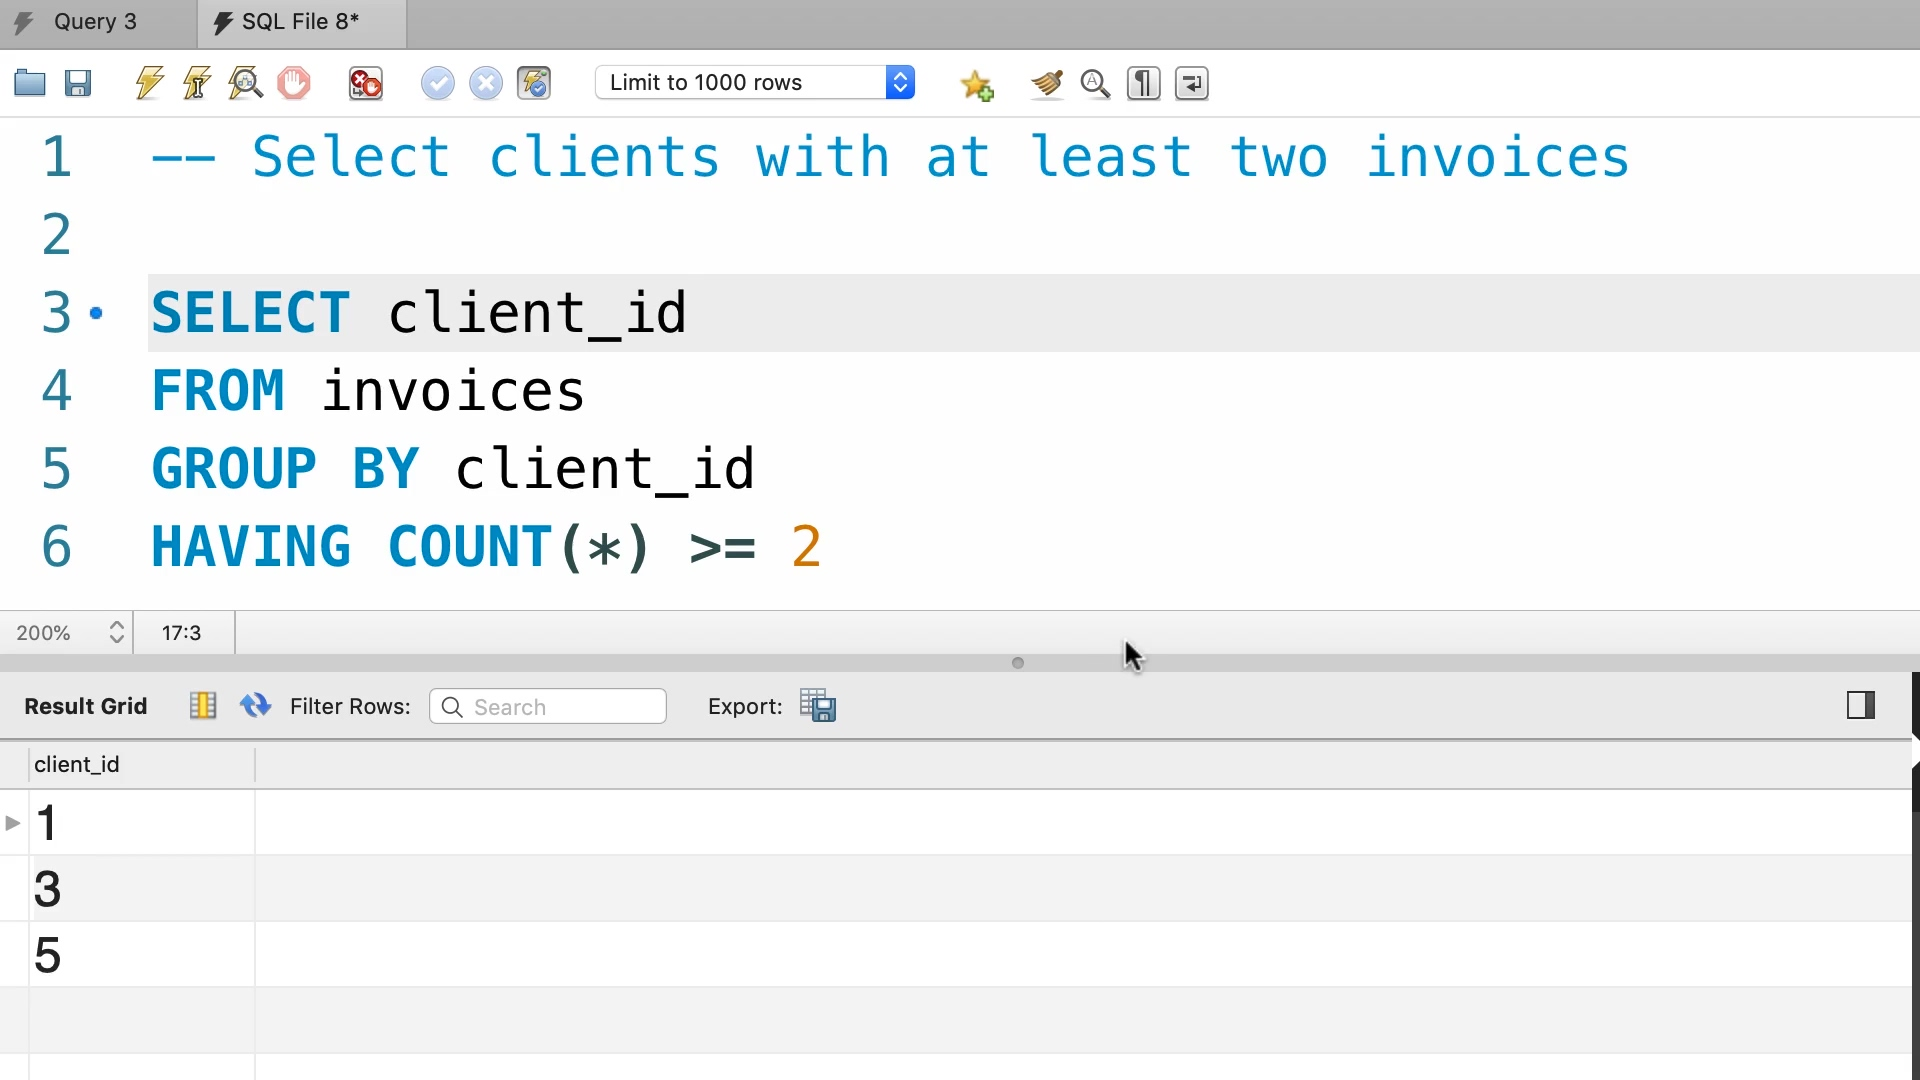 Query 3
SQL File 8*
Limit to 1000 rows
1 -- Select clients with at least two invoices
2
3 SELECT client_id
4 FROM invoices
5 GROUP BY client_id
6 HAVING COUNT(*) >= 2
200% 17:3
Result Grid Filter Rows: Search Export:
client_id
1
3
5